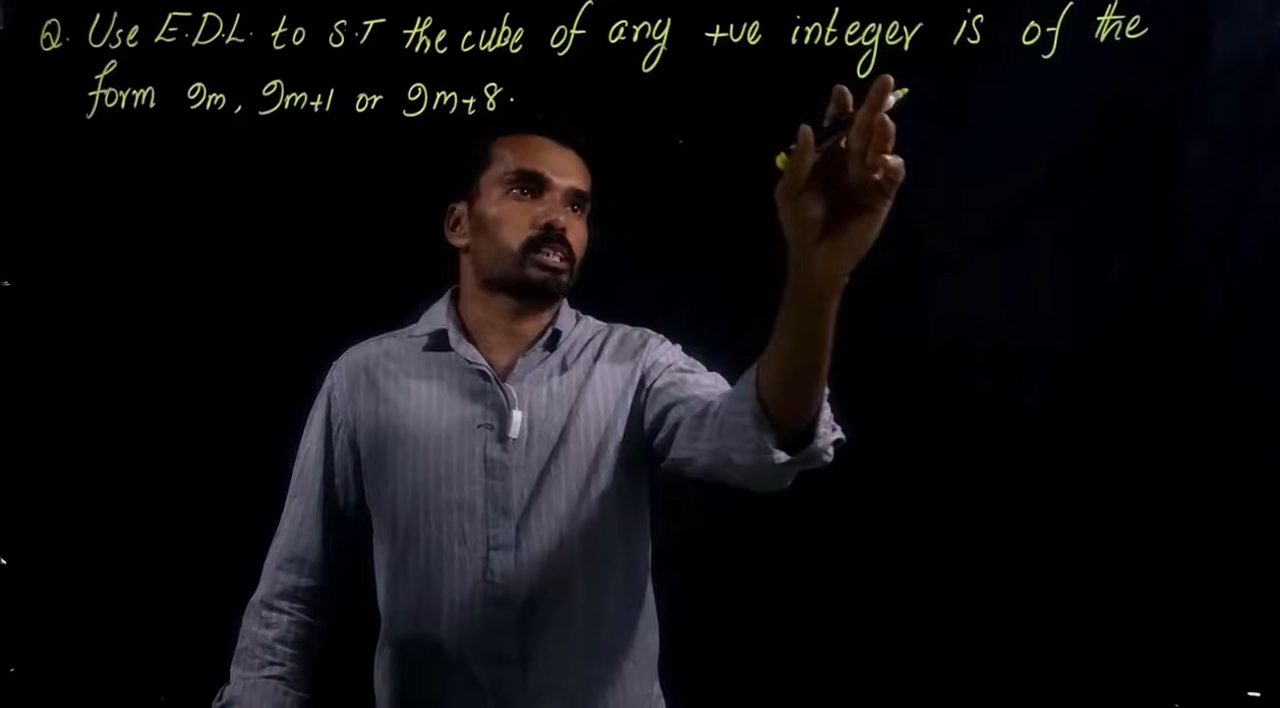 Q. Use E.D.L. to S.T the cube of any +ve integer is of the
form 9m, 9m+1 or 9m+8.